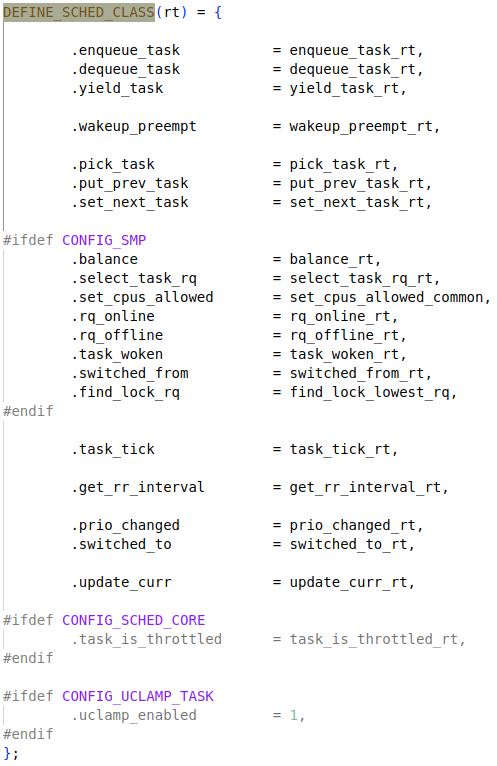 DEFINE_SCHED_CLASS(rt) = {
.enqueue_task = enqueue_task_rt,
.dequeue_task = dequeue_task_rt,
.yield_task = yield_task_rt,
.wakeup_preempt = wakeup_preempt_rt,
.pick_task = pick_task_rt,
.put_prev_task = put_prev_task_rt,
.set_next_task = set_next_task_rt,
#ifdef CONFIG_SMP
.balance = balance_rt,
.select_task_rq = select_task_rq_rt,
.set_cpus_allowed = set_cpus_allowed_common,
.rq_online = rq_online_rt,
.rq_offline = rq_offline_rt,
.task_woken = task_woken_rt,
.switched_from = switched_from_rt,
.find_lock_rq = find_lock_lowest_rq,
#endif
.task_tick = task_tick_rt,
.get_rr_interval = get_rr_interval_rt,
.prio_changed = prio_changed_rt,
.switched_to = switched_to_rt,
.update_curr = update_curr_rt,
#ifdef CONFIG_SCHED_CORE
.task_is_throttled = task_is_throttled_rt,
#endif
#ifdef CONFIG_UCLAMP_TASK
.uclamp_enabled = 1,
#endif
};